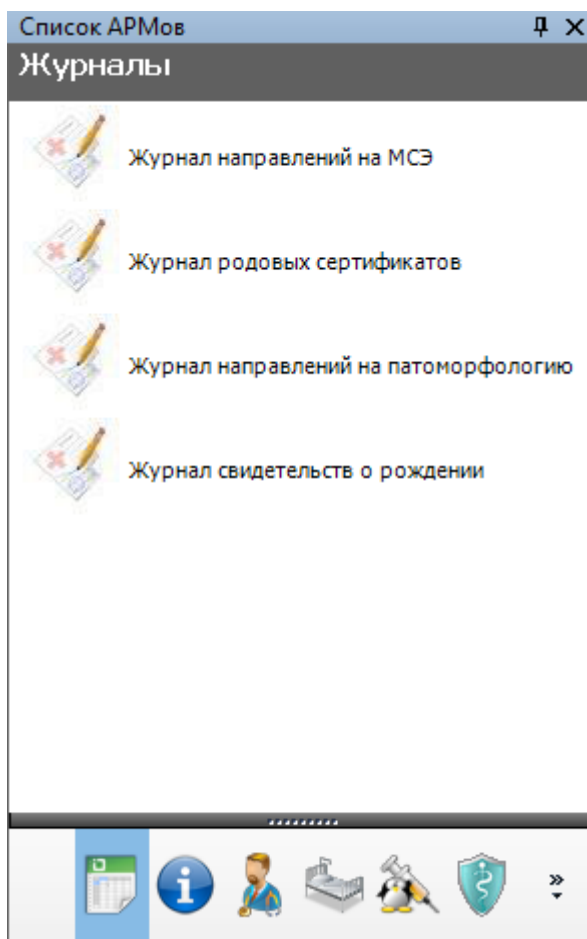 Список АРМов
Журналы
Журнал направлений на МСЭ
Журнал родовых сертификатов
Журнал направлений на патоморфологию
Журнал свидетельств о рождении